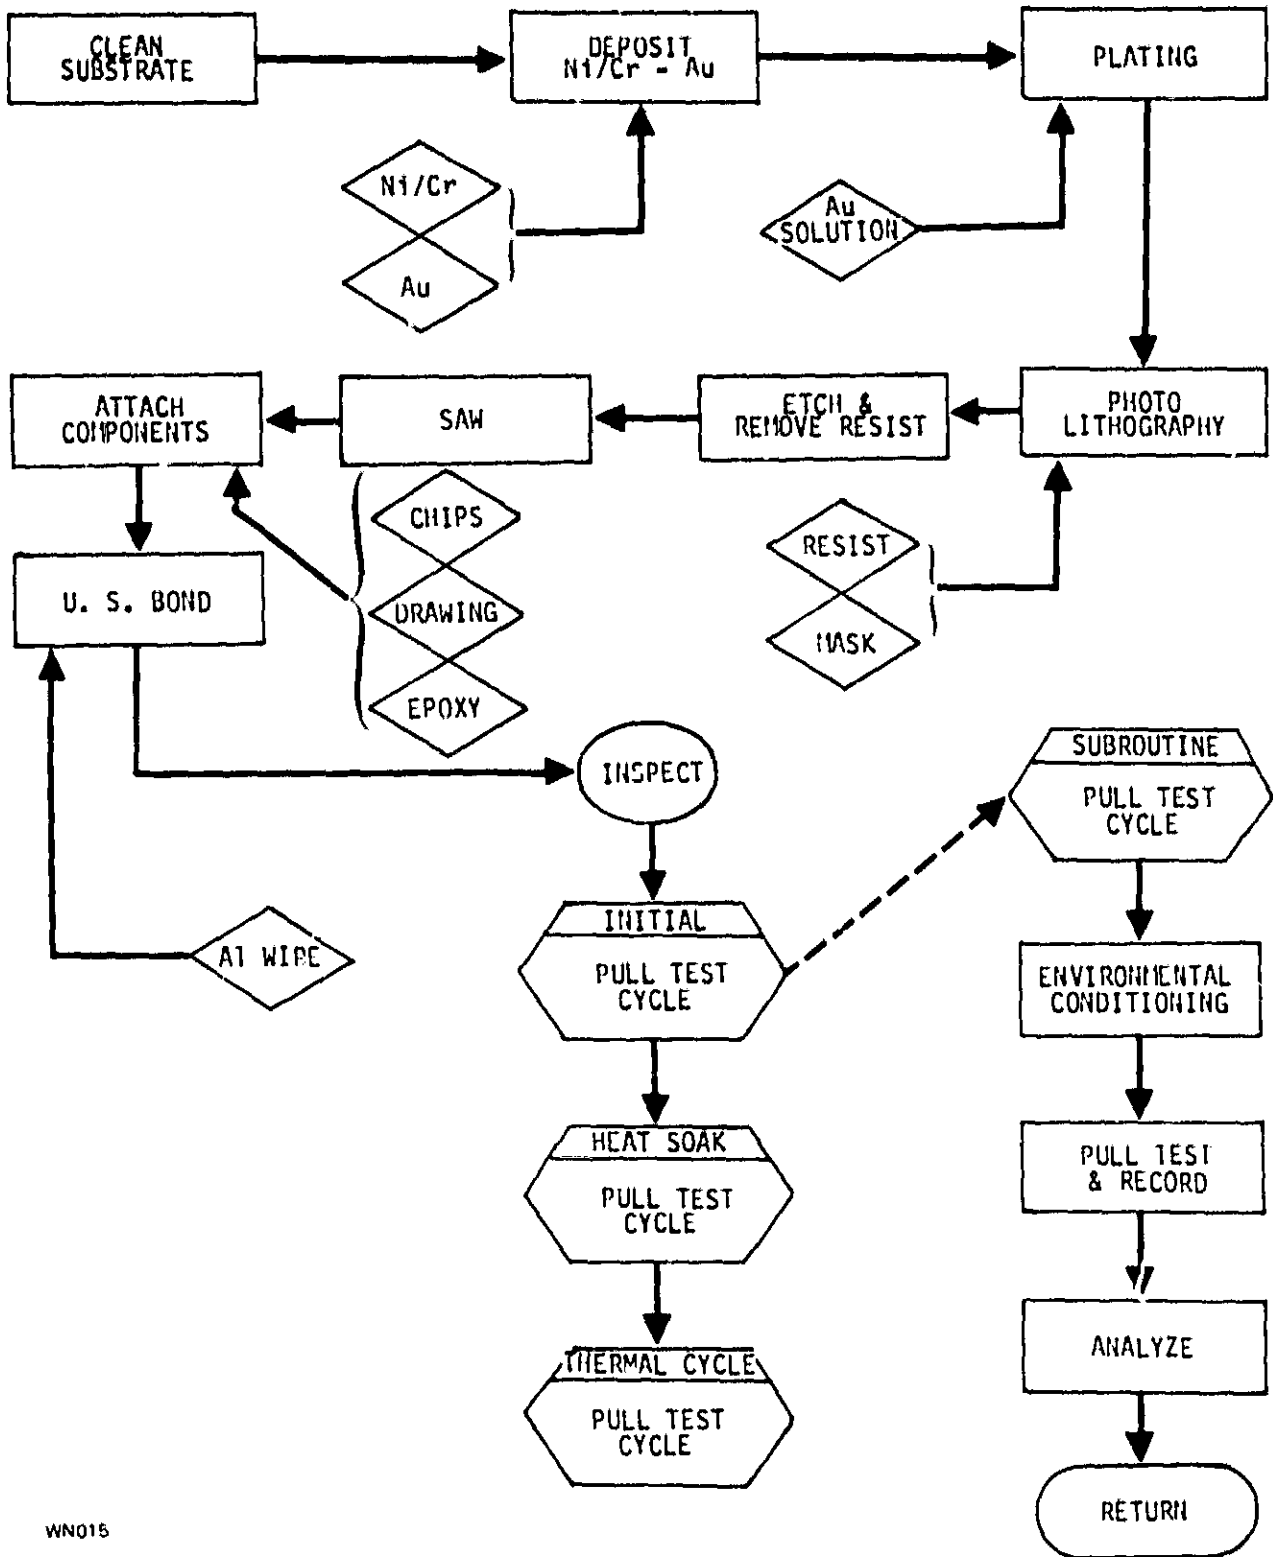 CLEAN
SUBSTRATE
DEPOSIT
Ni/Cr - Au
PLATING
Ni/Cr
Au
Au
SOLUTION
ATTACH
COMPONENTS
SAW
ETCH &
REMOVE RESIST
PHOTO
LITHOGRAPHY
CHIPS
DRAWING
EPOXY
RESIST
MASK
U. S. BOND
INSPECT
SUBROUTINE
PULL TEST
CYCLE
Al WIRE
INITIAL
PULL TEST
CYCLE
ENVIRONMENTAL
CONDITIONING
HEAT SOAK
PULL TEST
CYCLE
PULL TEST
& RECORD
THERMAL CYCLE
PULL TEST
CYCLE
ANALYZE
RETURN
WN015